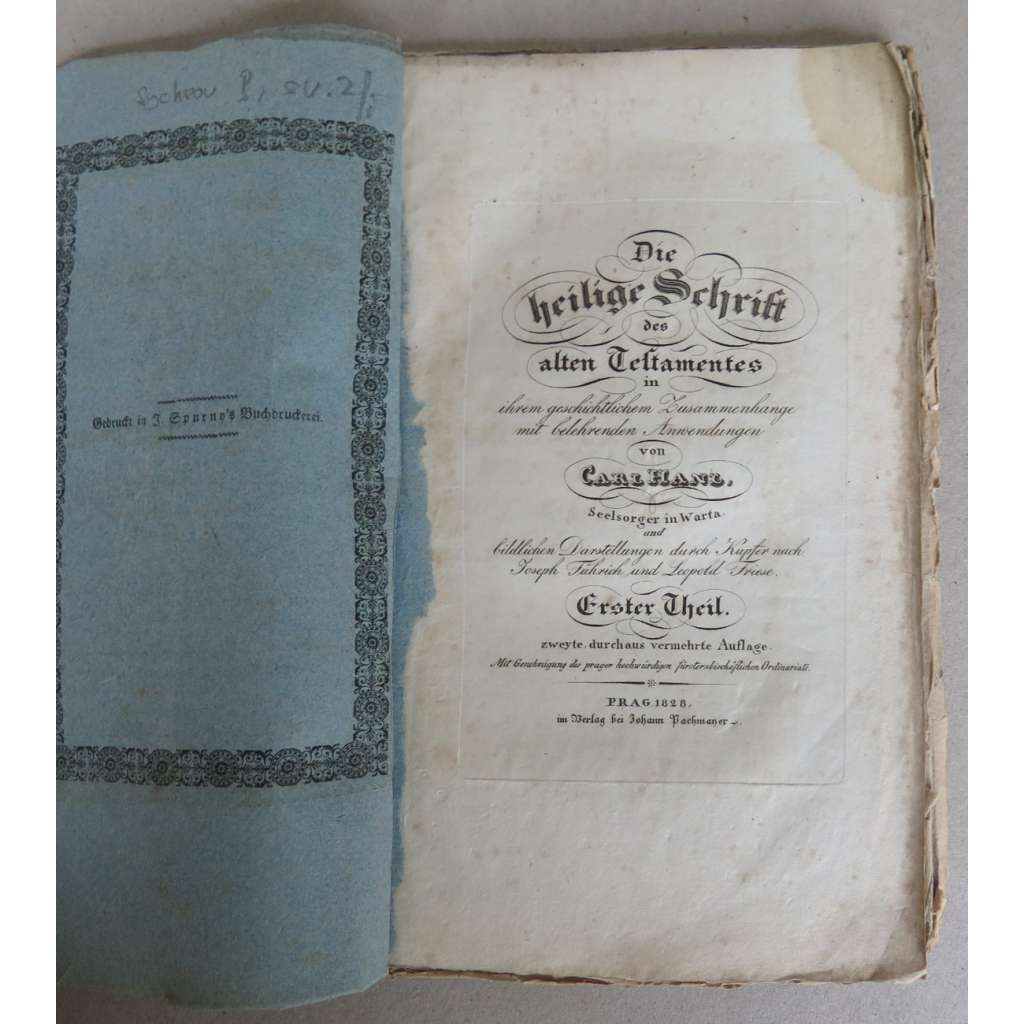 Gedruckt in J. Spurny's Buchdruckerei.
Die
heilige Schrift
des
alten Testamentes
in
ihrem geschichtlichem Zusammenhange
mit belehrenden Anwendungen
von
CARL HANL,
Seelsorger in Warta.
und
bildlichen Darstellungen durch Kupfer nach
Joseph Führich und Leopold Friese.
Erster Theil.
zweyte, durchaus vermehrte Auflage.
Mit Genehmigung des prager hochwürdigen fürsterzbischöflichen Ordinariats.
PRAG 1828.
im Verlag bei Johann Pachmayer.